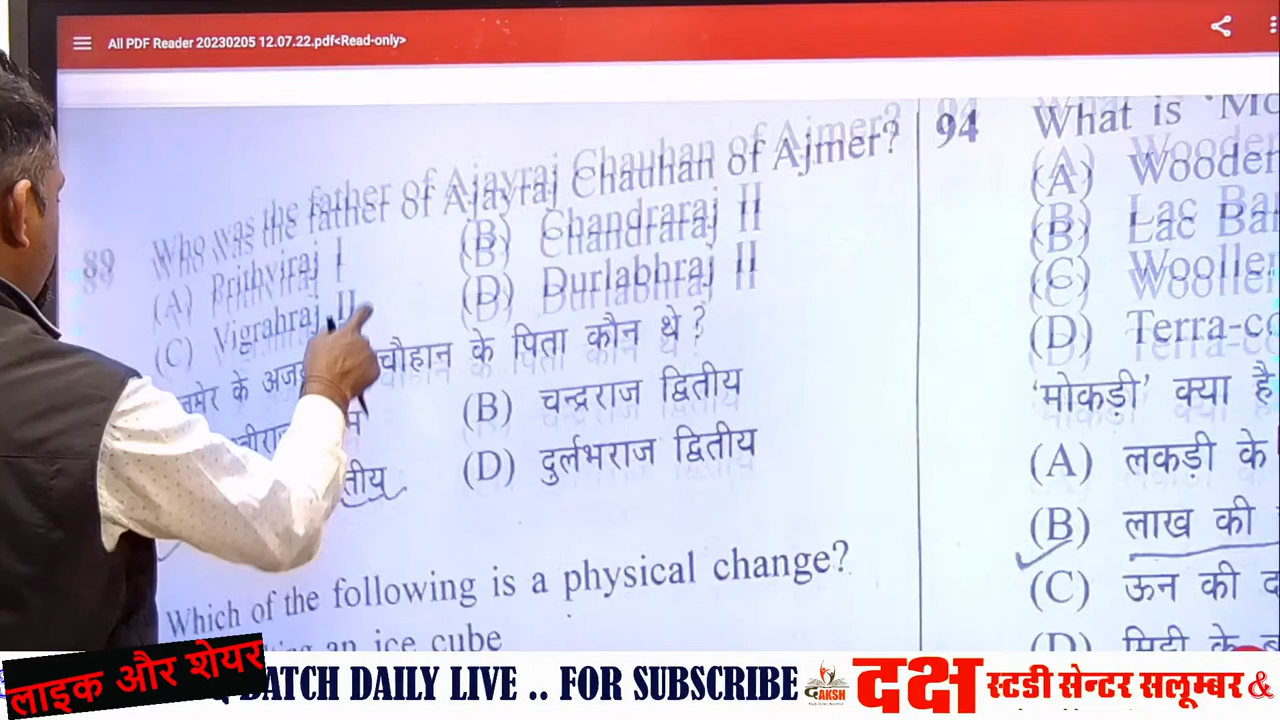 All PDF Reader 20230205 12.07.22.pdf<Read-only>
89 Who was the father of Ajayraj Chauhan of Ajmer?
(A) Prithviraj I (B) Chandraraj II
(C) Vigrahraj II (D) Durlabhraj II
के चौहान के पिता कौन थे ?
(B) चन्द्रराज द्वितीय
(D) दुर्लभराज द्वितीय
Which of the following is a physical change?
an ice cube
94 What is
(A) Wooden
(B) Lac
(C)
(D)
'मोकड़ी' क्या है
(A) लकड़ी के
(B) लाख की
(C) ऊन की
(D) मिट्टी के
लाइक और शेयर
BATCH DAILY LIVE .. FOR SUBSCRIBE
DAKSH
दक्ष स्टडी सेन्टर सलूम्बर &